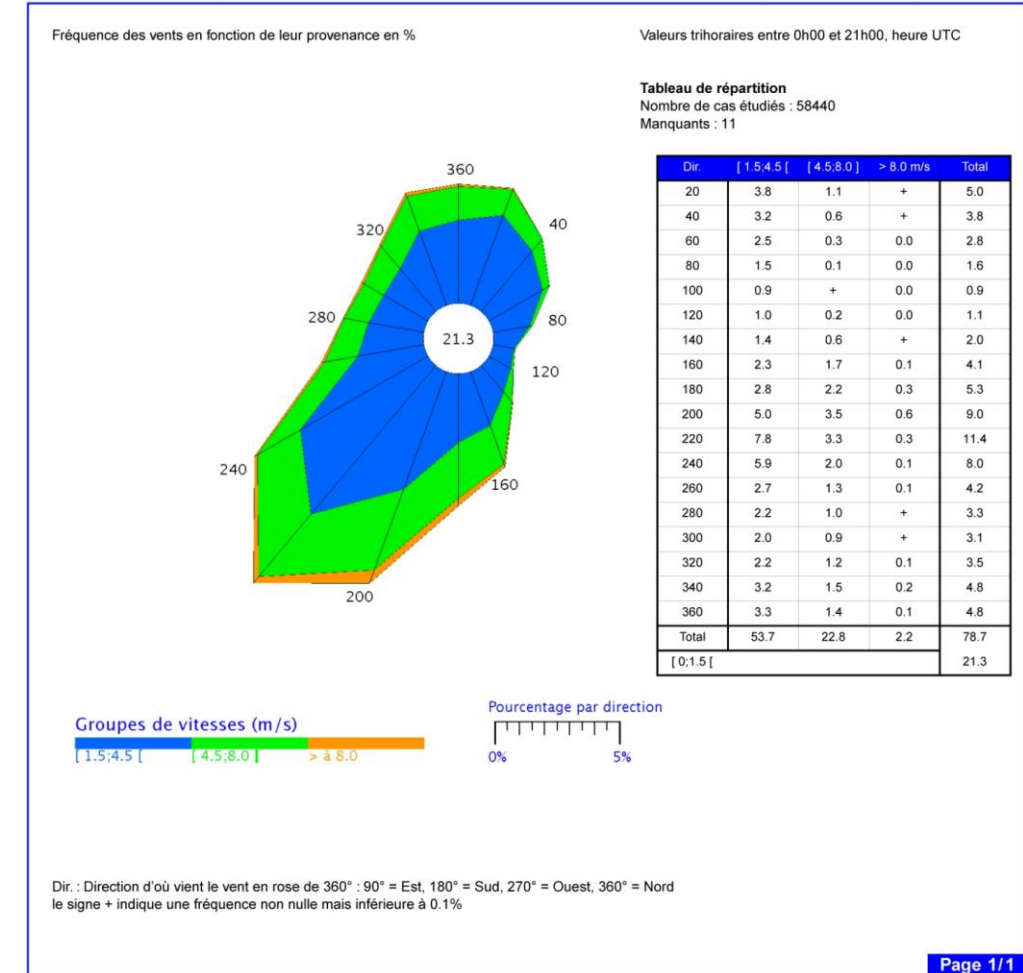 Fréquence des vents en fonction de leur provenance en %
Valeurs trihoraires entre 0h00 et 21h00, heure UTC
Tableau de répartition
Nombre de cas étudiés : 58440
Manquants : 11
360
40
320
280
21.3
80
120
240
160
200
Dir. [ 1.5;4.5 [ [ 4.5;8.0 ] > 8.0 m/s Total
20 3.8 1.1 + 5.0
40 3.2 0.6 + 3.8
60 2.5 0.3 0.0 2.8
80 1.5 0.1 0.0 1.6
100 0.9 + 0.0 0.9
120 1.0 0.2 0.0 1.1
140 1.4 0.6 + 2.0
160 2.3 1.7 0.1 4.1
180 2.8 2.2 0.3 5.3
200 5.0 3.5 0.6 9.0
220 7.8 3.3 0.3 11.4
240 5.9 2.0 0.1 8.0
260 2.7 1.3 0.1 4.2
280 2.2 1.0 + 3.3
300 2.0 0.9 + 3.1
320 2.2 1.2 0.1 3.5
340 3.2 1.5 0.2 4.8
360 3.3 1.4 0.1 4.8
Total 53.7 22.8 2.2 78.7
[ 0;1.5 [ 21.3
Groupes de vitesses (m/s)
[ 1.5;4.5 [ [ 4.5;8.0 ] > à 8.0
Pourcentage par direction
0% 5%
Dir. : Direction d'où vient le vent en rose de 360° : 90° = Est, 180° = Sud, 270° = Ouest, 360° = Nord
le signe + indique une fréquence non nulle mais inférieure à 0.1%
Page 1/1